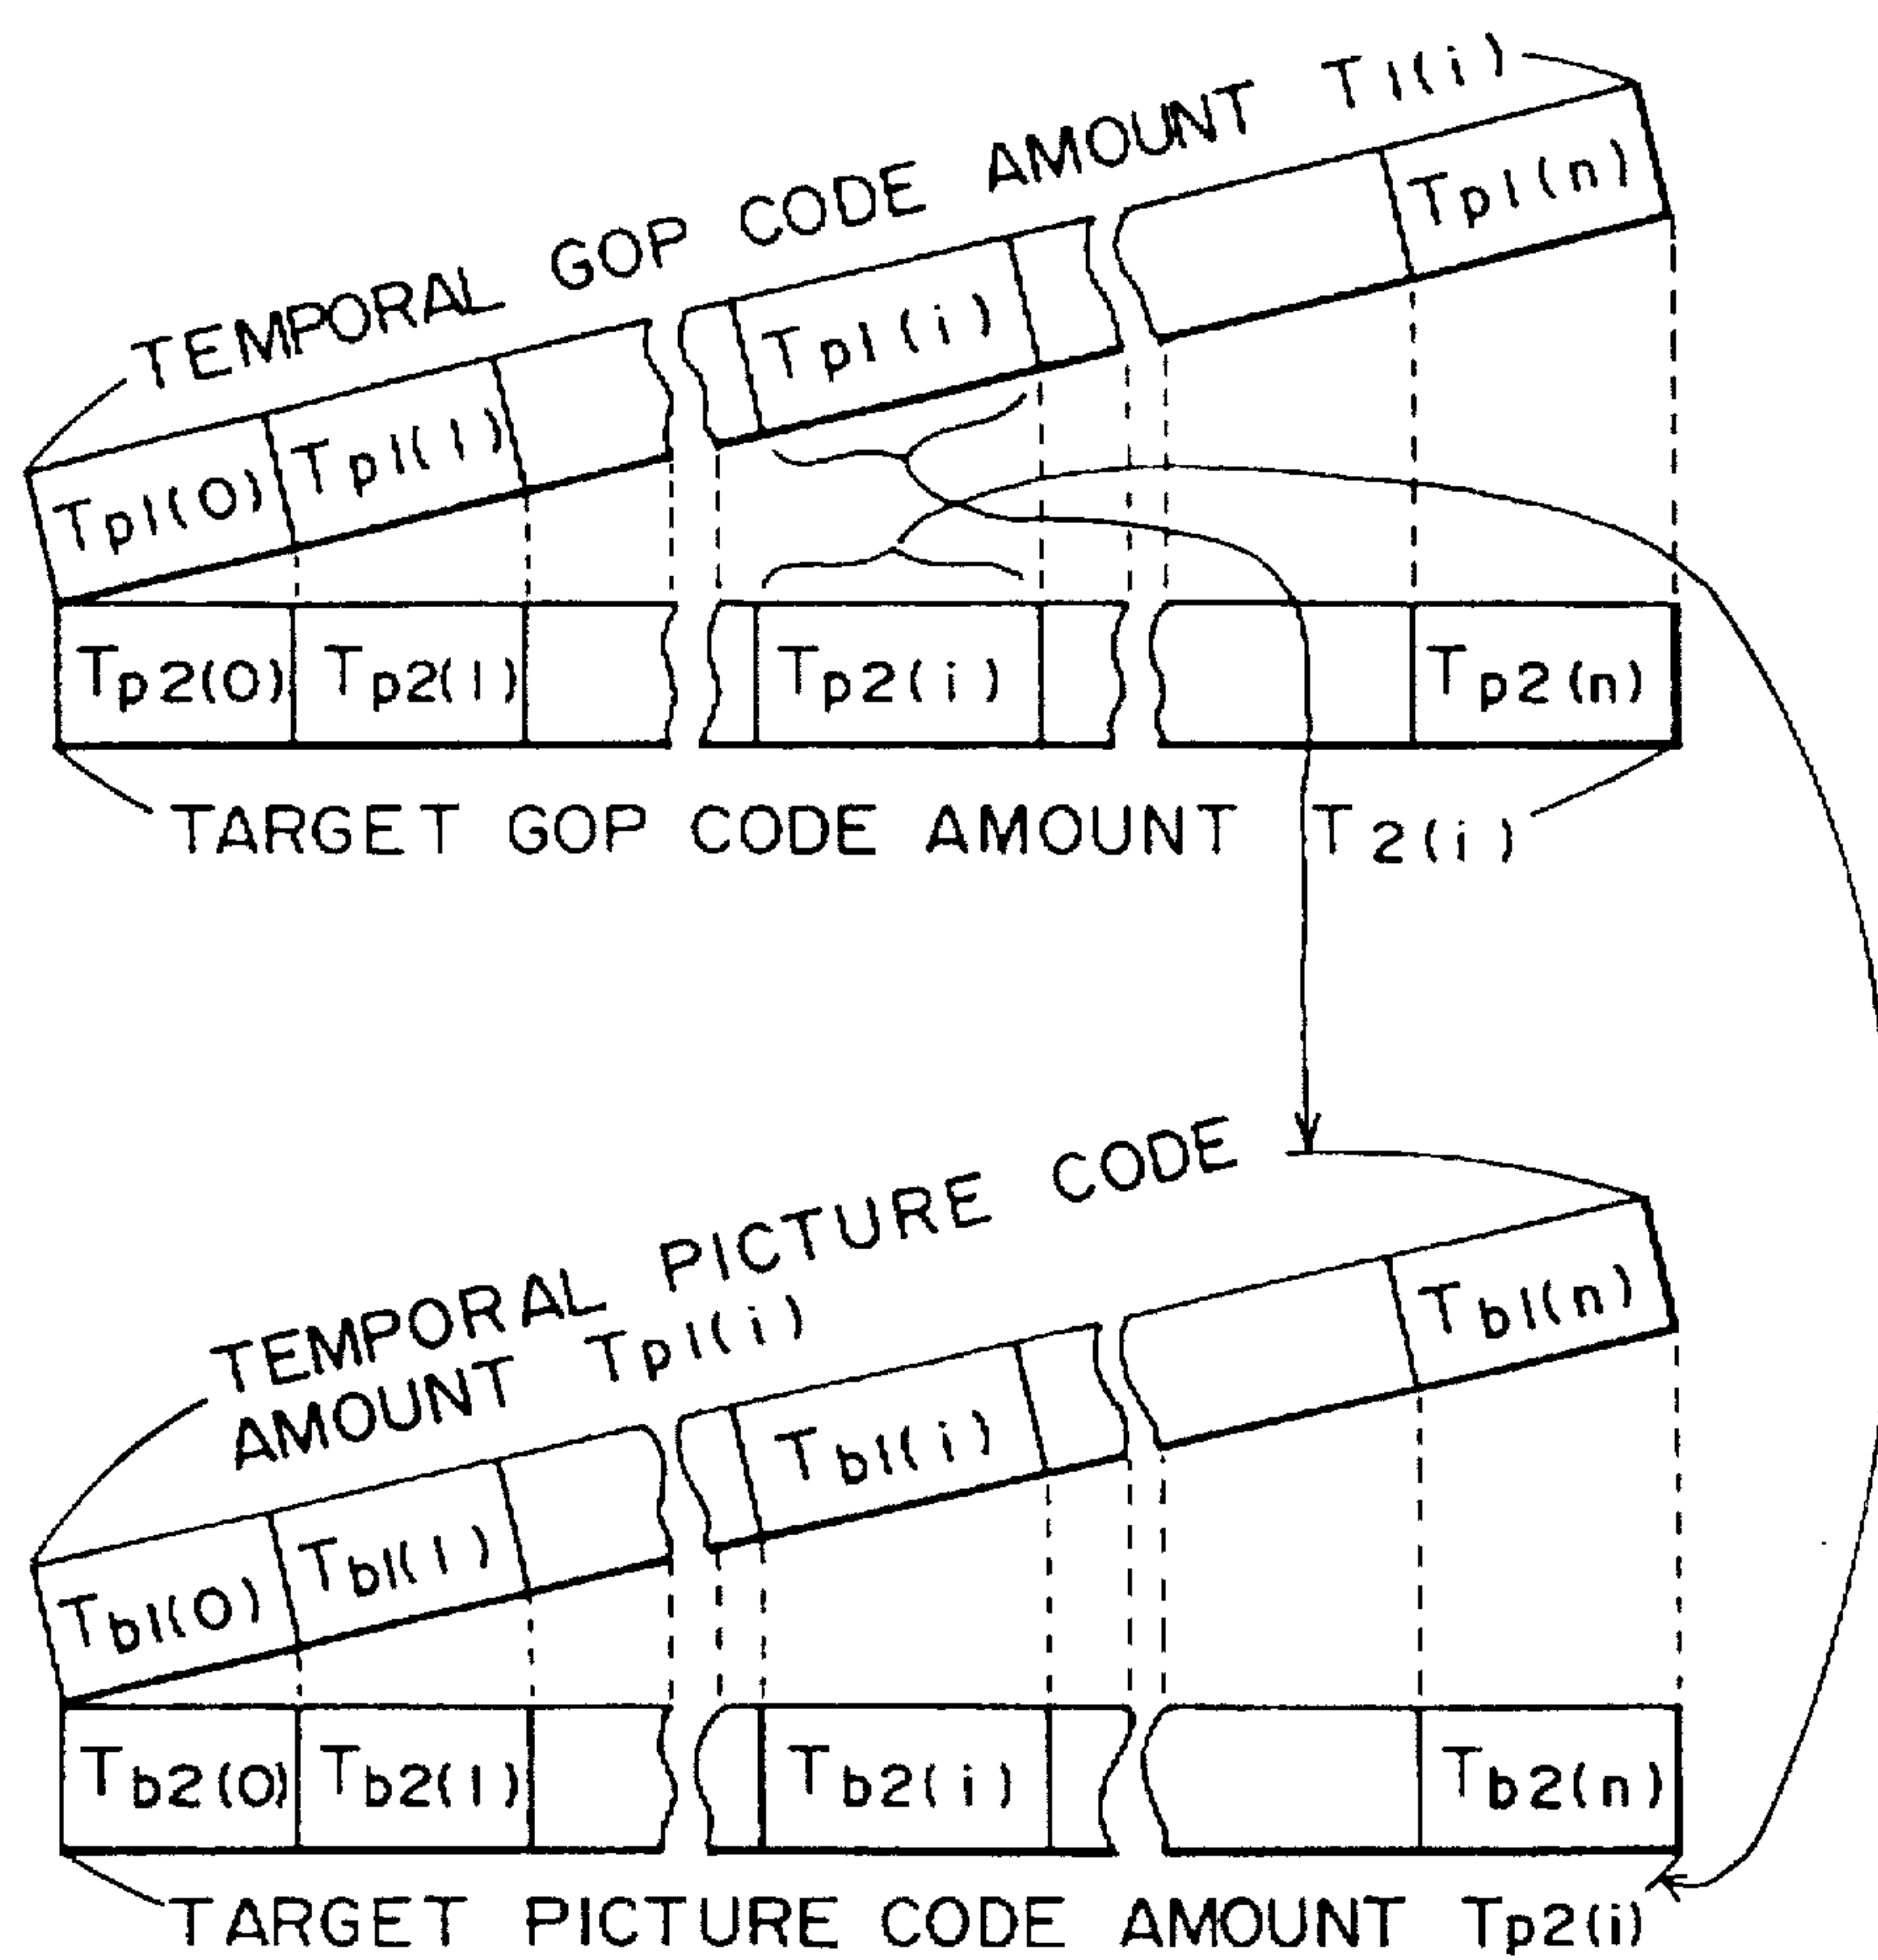 TEMPORAL GOP CODE AMOUNT T1(i)
Tp1(0) Tp1(1) Tp1(i) Tp1(n)
Tp2(0) Tp2(1) Tp2(i) Tp2(n)
TARGET GOP CODE AMOUNT T2(i)
TEMPORAL PICTURE CODE
AMOUNT Tp1(i)
Tb1(0) Tb1(1) Tb1(i) Tb1(n)
Tb2(0) Tb2(1) Tb2(i) Tb2(n)
TARGET PICTURE CODE AMOUNT Tp2(i)